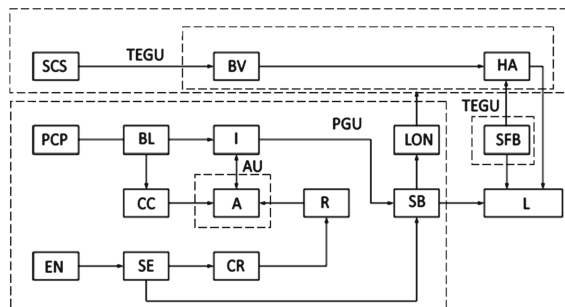 SCS TEGU BV HA
TEGU
PCP BL I PGU LON SFB
AU
CC A R SB L
EN SE CR